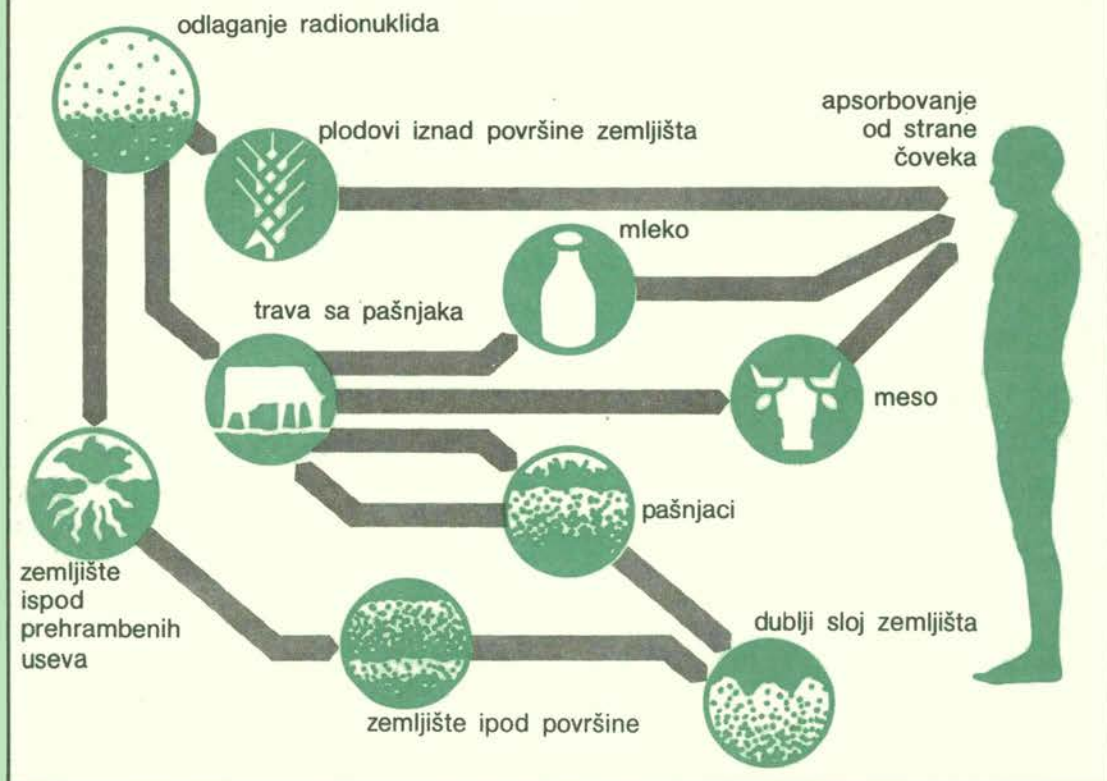 odlaganje radionuklida
plodovi iznad površine zemljišta
apsorbovanje
od strane
čoveka
mleko
trava sa pašnjaka
meso
pašnjaci
zemljište
ispod
prehrambenih
useva
dublji sloj zemljišta
zemljište ipod površine